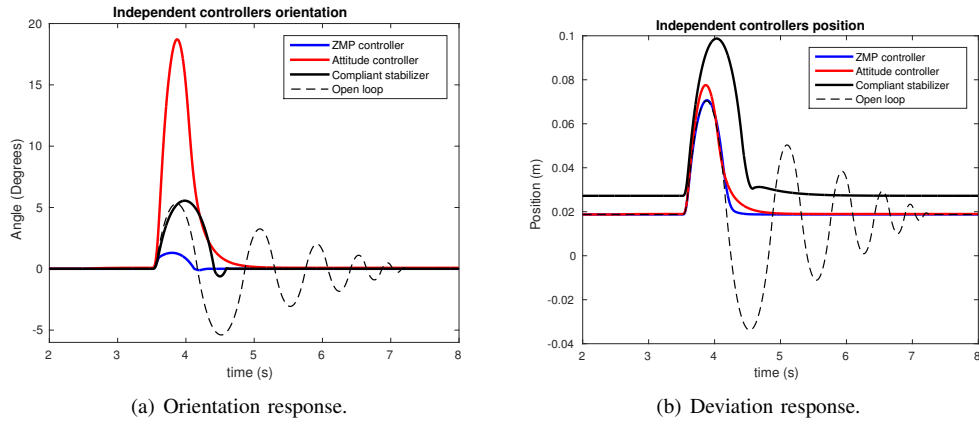 Independent controllers orientation
20
15
10
5
0
-5
Angle (Degrees)
ZMP controller
Attitude controller
Compliant stabilizer
Open loop
2 3 4 5 6 7 8
time (s)
(a) Orientation response.
Independent controllers position
0.1
0.08
0.06
0.04
0.02
0
-0.02
-0.04
Position (m)
ZMP controller
Attitude controller
Compliant stabilizer
Open loop
2 3 4 5 6 7 8
time (s)
(b) Deviation response.